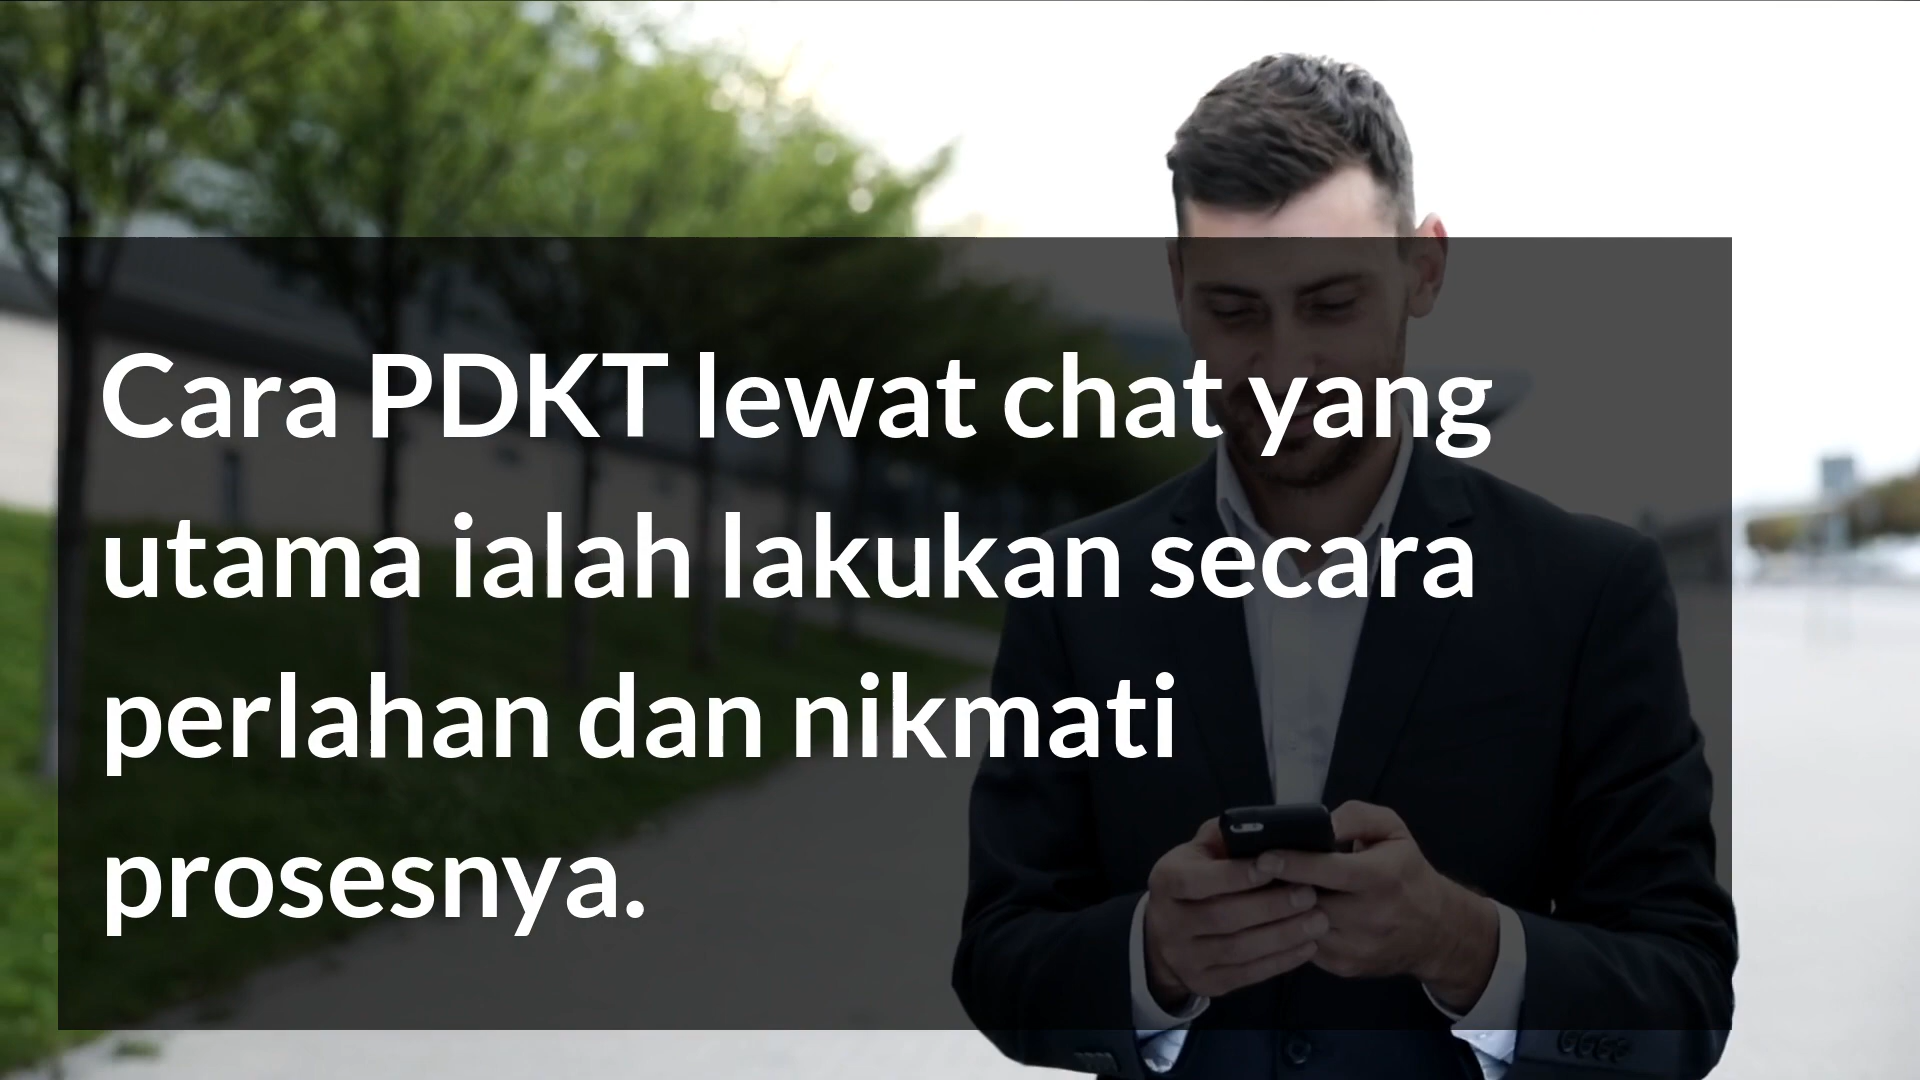 Cara PDKT lewat chat yang
utama ialah lakukan secara
perlahan dan nikmati
prosesnya.